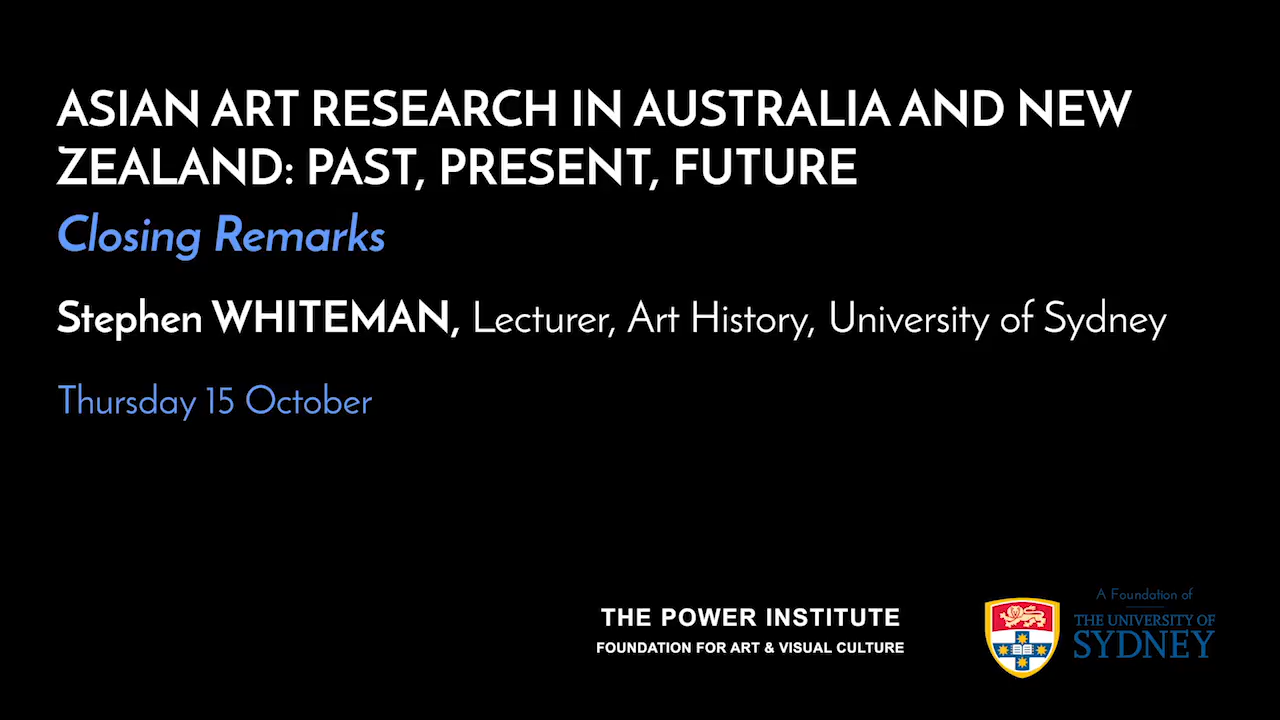 ASIAN ART RESEARCH IN AUSTRALIA AND NEW
ZEALAND: PAST, PRESENT, FUTURE
Closing Remarks
Stephen WHITEMAN, Lecturer, Art History, University of Sydney
Thursday 15 October
THE POWER INSTITUTE
FOUNDATION FOR ART & VISUAL CULTURE
A Foundation of
THE UNIVERSITY OF
SYDNEY